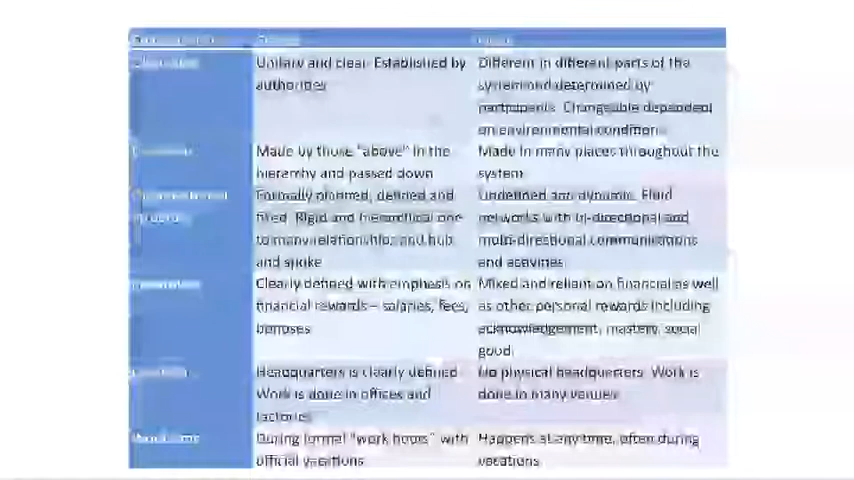 Unitary and clear. Established by
authorities
Different in different parts of the
system and determined by
participants. Changeable dependent
on environmental conditions
Made by those "above" in the
hierarchy and passed down
Made in many places throughout the
system
Formally planned, defined and
fixed. Rigid and hierarchical one
to many relationships and hub
and spoke
Undefined and dynamic. Fluid
networks with bi-directional and
multi-directional communications
and activities
Clearly defined with emphasis on
financial rewards – salaries, fees,
bonuses
Mixed and reliant on financial as well
as other personal rewards including
acknowledgement, mastery, social
good.
Headquarters is clearly defined
Work is done in offices and
factories
No physical headquarters. Work is
done in many venues
During formal "work hours" with
official vacations
Happens at any time, often during
vacations